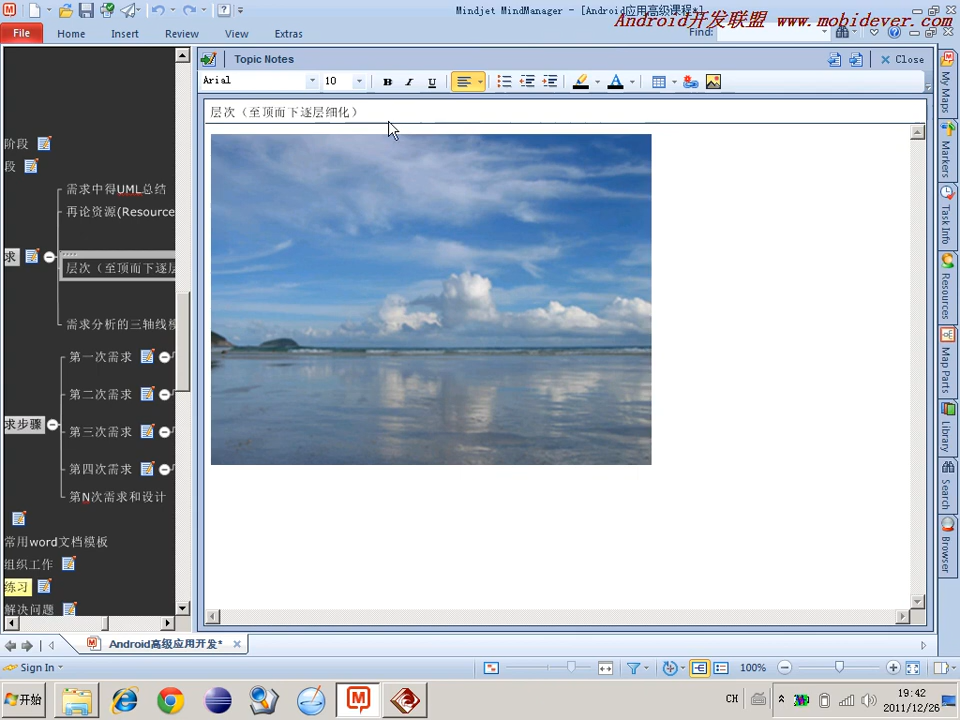 Mindjet MindManager - [Android应用高级课程*]
Android开发联盟 www.mobidever.com
File Home Insert Review View Extras
Find:
Topic Notes
Close
Arial 10
层次（至顶而下逐层细化）
阶段
段
需求中得UML总结
再论资源(Resource
求
层次（至顶而下逐层
需求分析的三轴线模
第一次需求
第二次需求
第三次需求
求步骤
第四次需求
第N次需求和设计
常用word文档模板
组织工作
练习
解决问题
My Maps
Markers
Task Info
Resources
Map Parts
Library
Search
Browser
Android高级应用开发*
Sign In
100%
开始
CH
19:42
2011/12/26